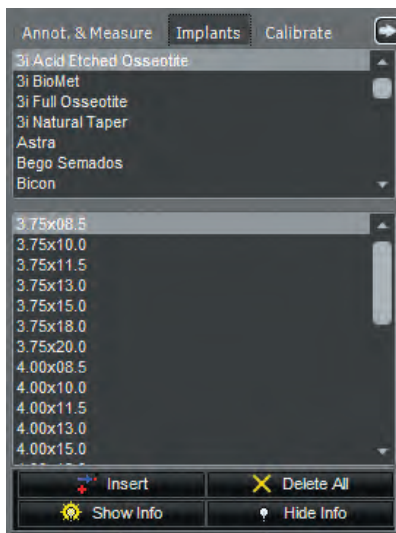 Annot. & Measure Implants Calibrate
3i Acid Etched Osseotite
3i BioMet
3i Full Osseotite
3i Natural Taper
Astra
Bego Semados
Bicon
3.75x08.5
3.75x10.0
3.75x11.5
3.75x13.0
3.75x15.0
3.75x18.0
3.75x20.0
4.00x08.5
4.00x10.0
4.00x11.5
4.00x13.0
4.00x15.0
Insert Delete All
Show Info Hide Info